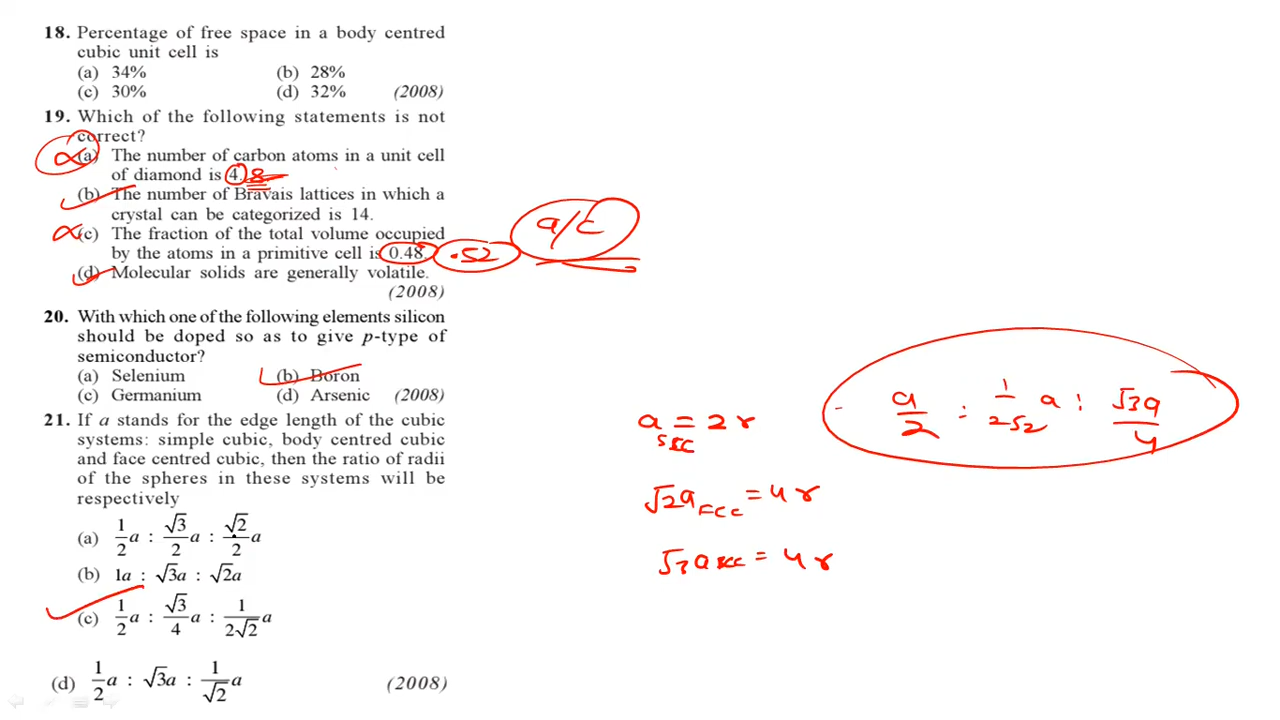 18. Percentage of free space in a body centred
cubic unit cell is
(a) 34% (b) 28%
(c) 30% (d) 32% (2008)
19. Which of the following statements is not
correct?
(a) The number of carbon atoms in a unit cell
of diamond is 4. 8
(b) The number of Bravais lattices in which a
crystal can be categorized is 14.
(c) The fraction of the total volume occupied
by the atoms in a primitive cell is 0.48. .52 a/c
(d) Molecular solids are generally volatile.
(2008)
20. With which one of the following elements silicon
should be doped so as to give p-type of
semiconductor?
(a) Selenium (b) Boron
(c) Germanium (d) Arsenic (2008)
21. If a stands for the edge length of the cubic
systems: simple cubic, body centred cubic
and face centred cubic, then the ratio of radii
of the spheres in these systems will be
respectively
(a) 1/2 a : √3/2 a : √2/2 a
(b) 1a : √3a : √2a
(c) 1/2 a : √3/4 a : 1/2√2 a
(d) 1/2 a : √3a : 1/√2 a (2008)
a = 2r
√2a FCC = 4r
√3a BCC = 4r
a/2 : 1/2√2 a : √3a/4